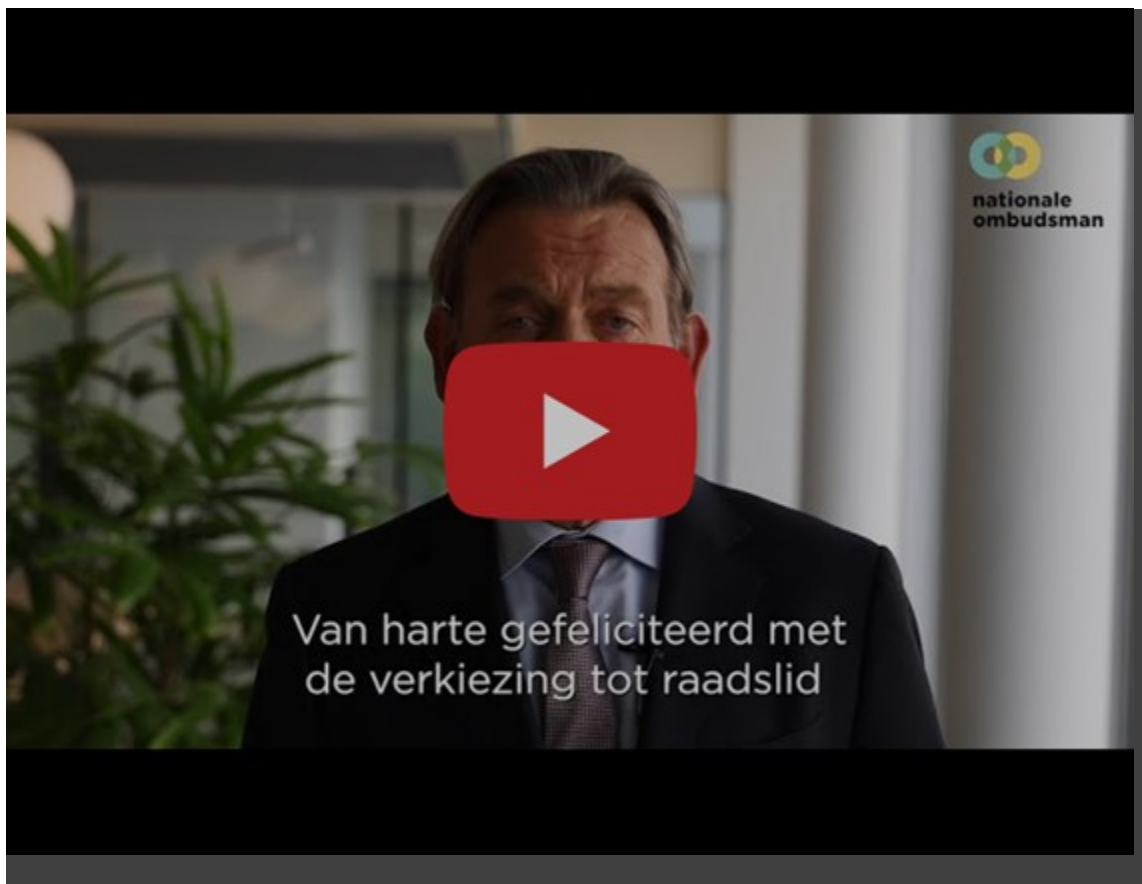 nationale
ombudsman
Van harte gefeliciteerd met
de verkiezing tot raadslid